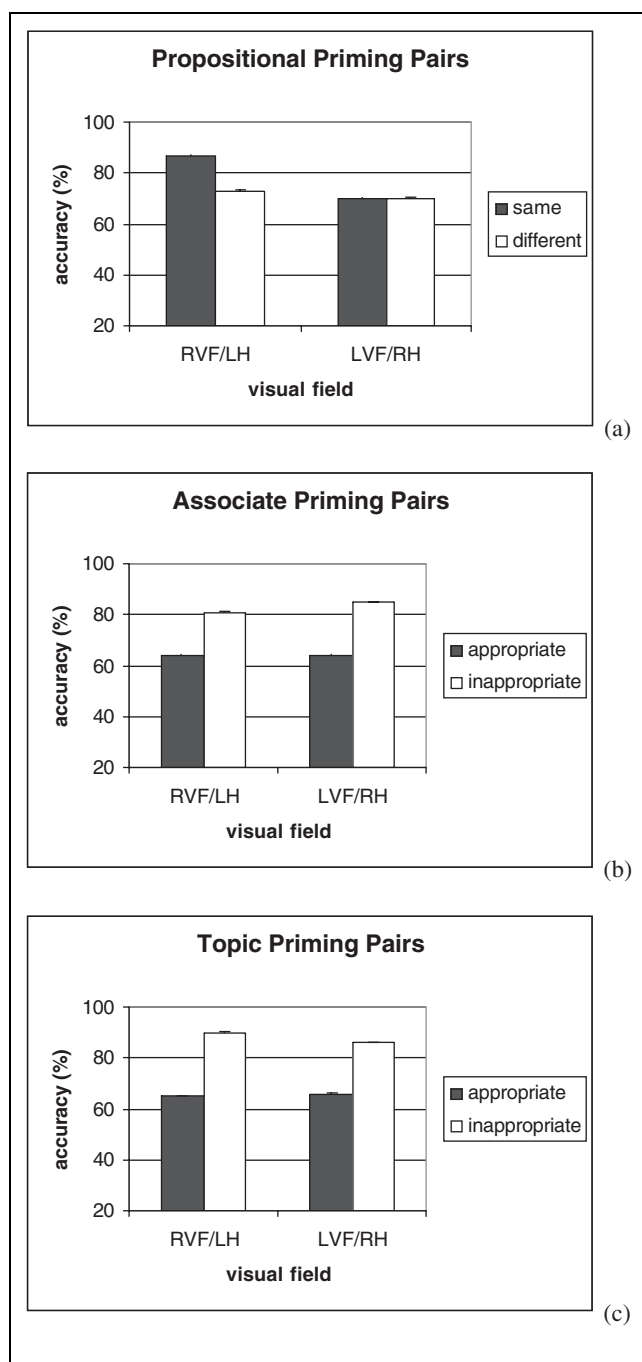 Propositional Priming Pairs
100
80
60
40
20
accuracy (%)
RVF/LH LVF/RH
visual field
same
different
(a)
Associate Priming Pairs
100
80
60
40
20
accuracy (%)
RVF/LH LVF/RH
visual field
appropriate
inappropriate
(b)
Topic Priming Pairs
100
80
60
40
20
accuracy (%)
RVF/LH LVF/RH
visual field
appropriate
inappropriate
(c)